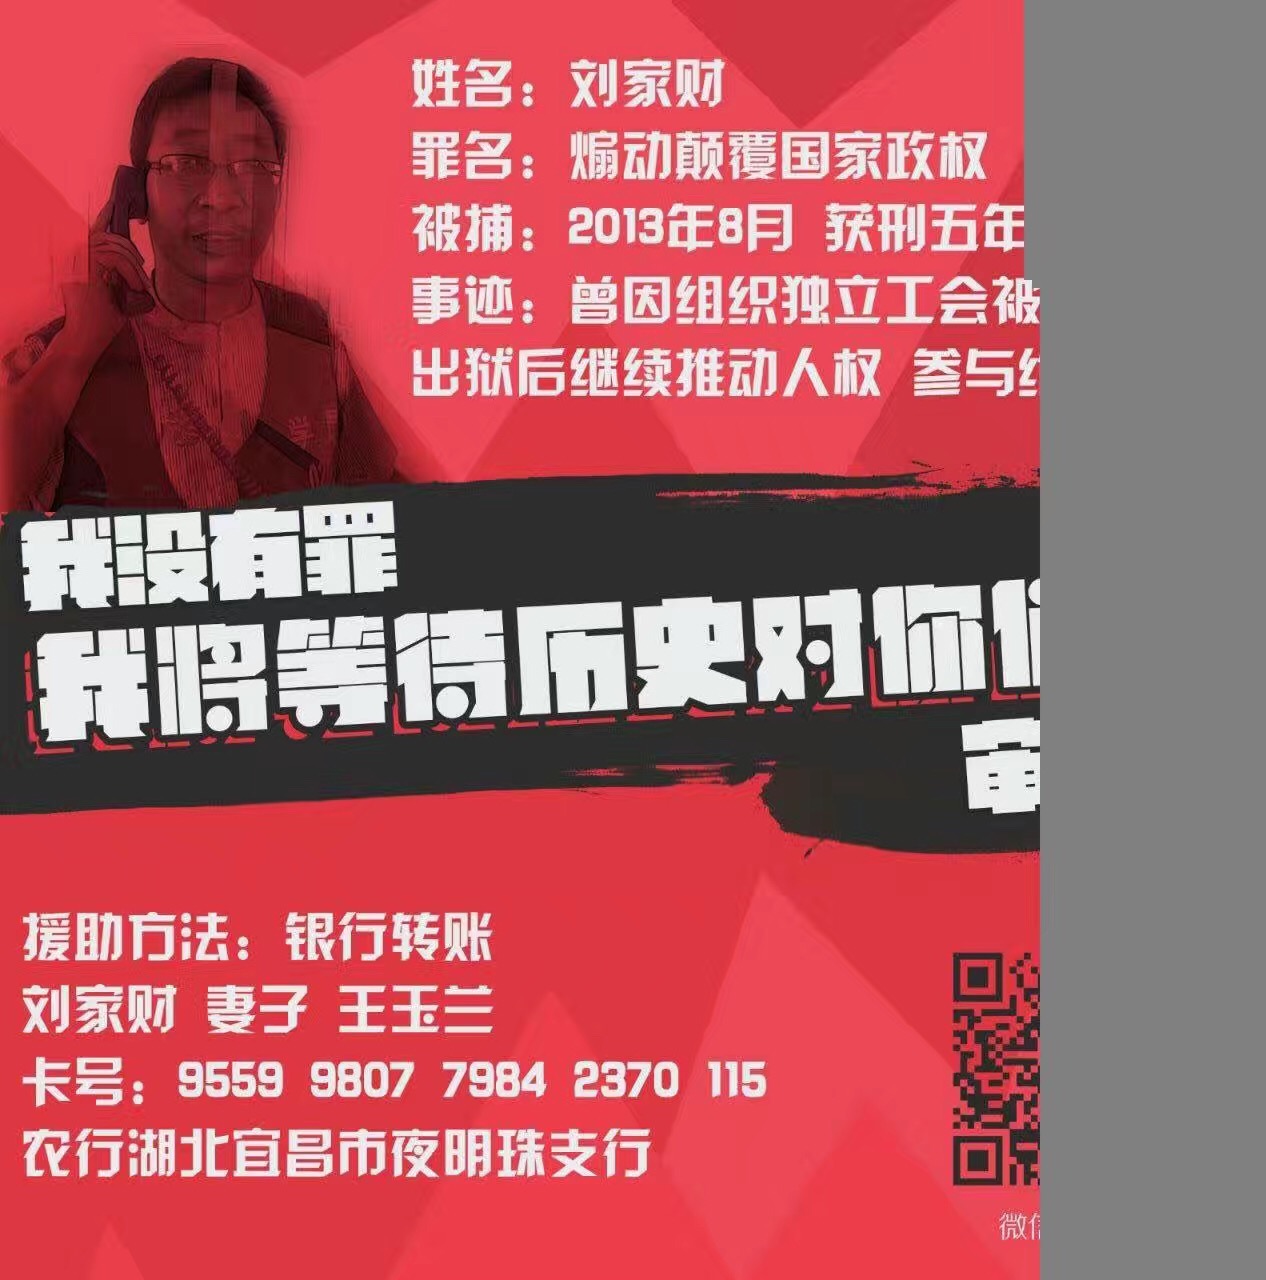 姓名：刘家财
罪名：煽动颠覆国家政权
被捕：2013年8月 获刑五年
事迹：曾因组织独立工会被
出狱后继续推动人权 参与
我没有罪
我将等待历史对你们
审
援助方法：银行转账
刘家财 妻子 王玉兰
卡号：9559 9807 7984 2370 115
农行湖北宜昌市夜明珠支行
微信